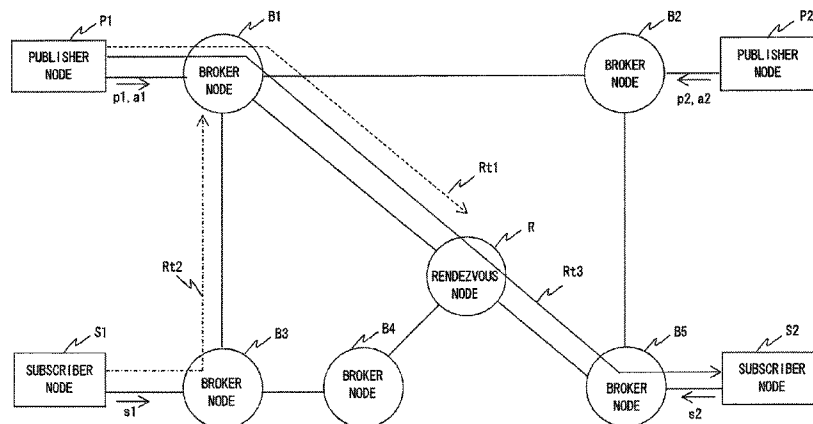 P1
B1
B2
P2
PUBLISHER
NODE
BROKER
NODE
BROKER
NODE
PUBLISHER
NODE
p1, a1
p2, a2
Rt1
R
Rt2
RENDEZVOUS
NODE
Rt3
S1
B3
B4
B5
S2
SUBSCRIBER
NODE
BROKER
NODE
BROKER
NODE
BROKER
NODE
SUBSCRIBER
NODE
s1
s2